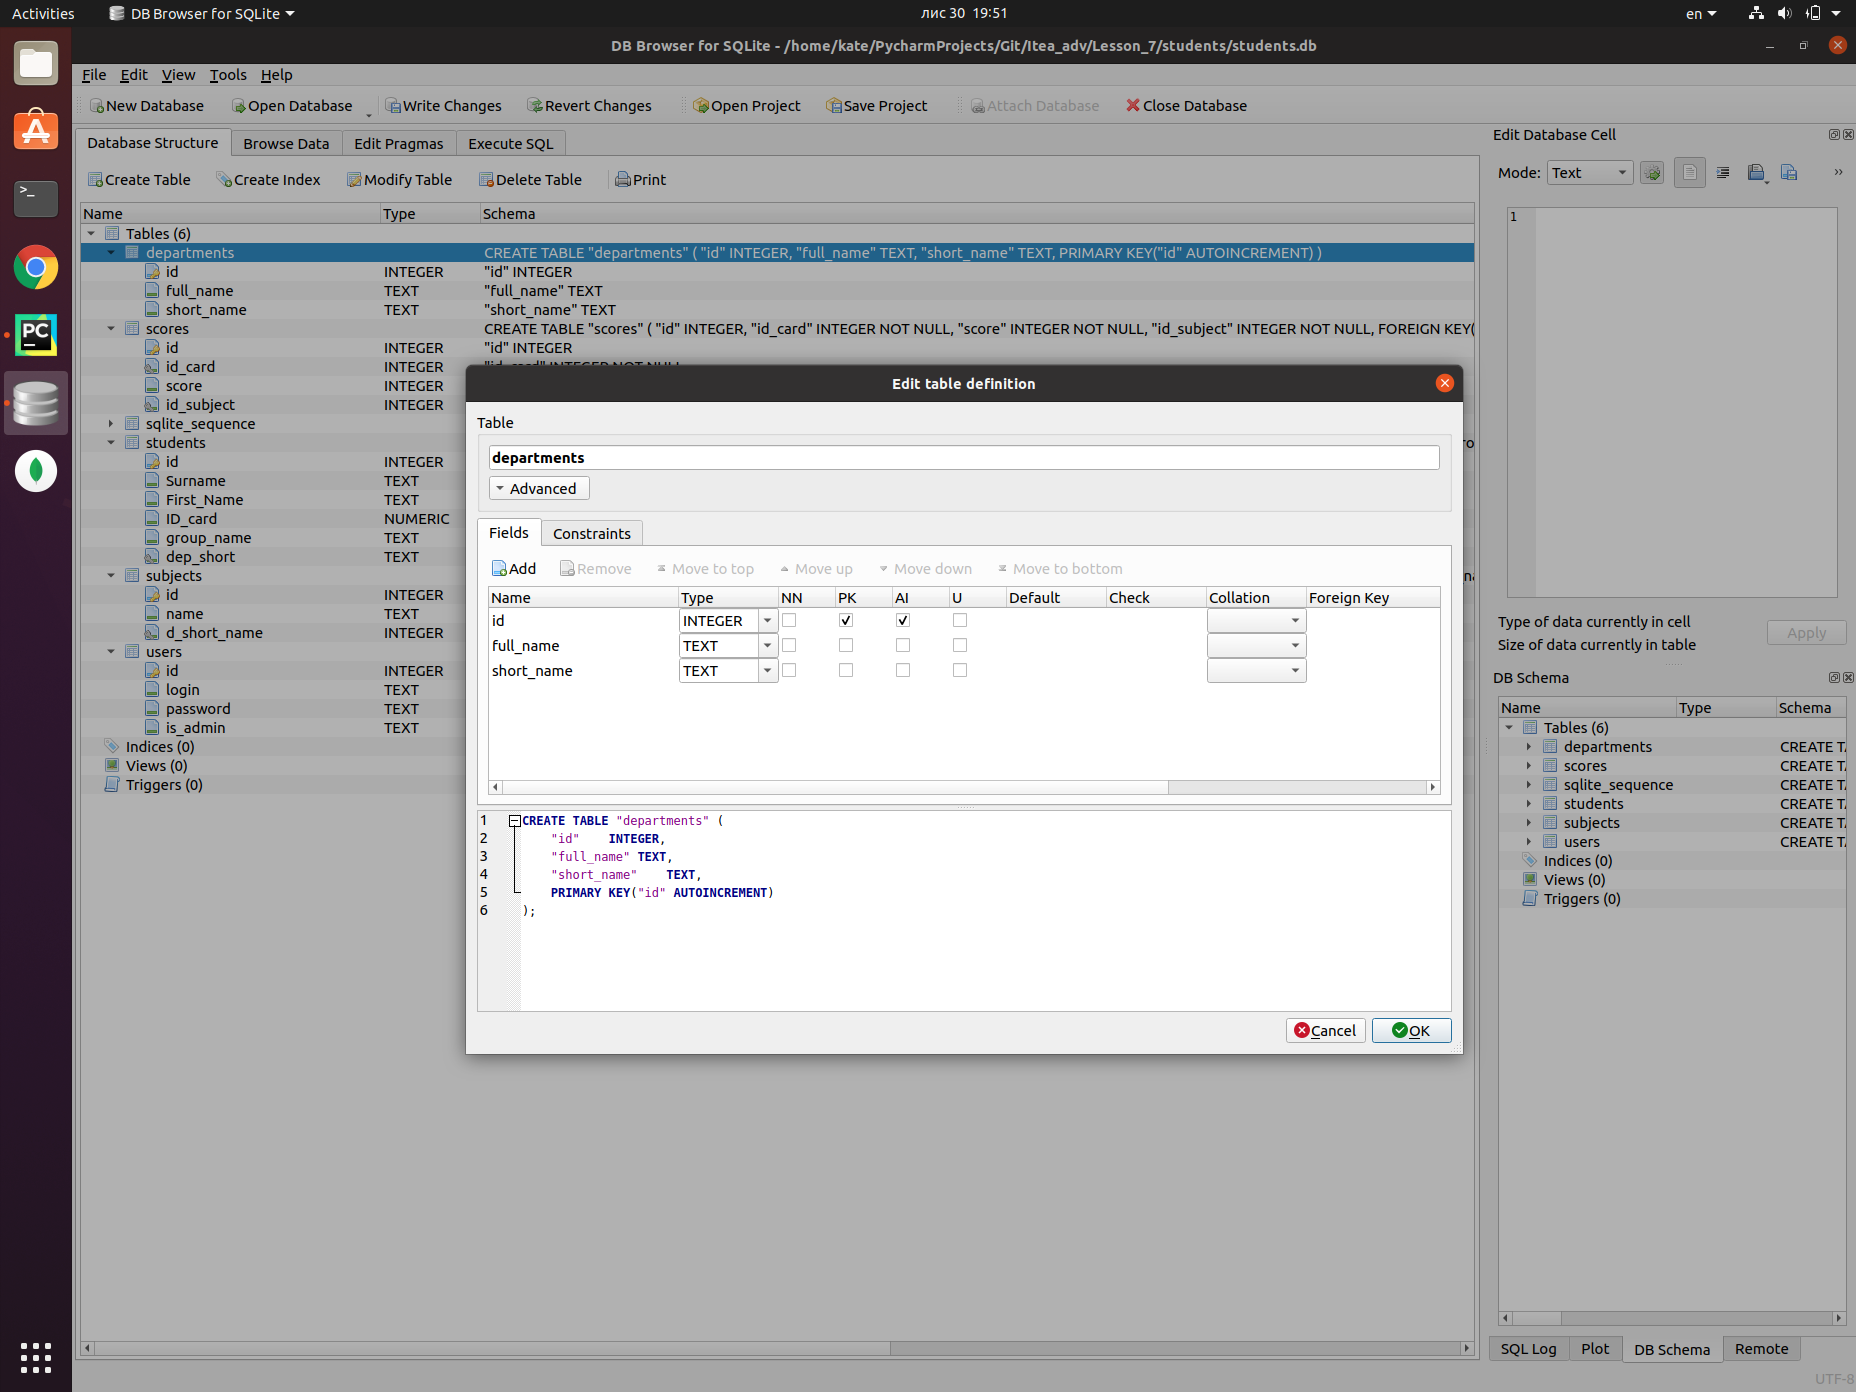 Activities DB Browser for SQLite лис 30 19:51 en
DB Browser for SQLite - /home/kate/PycharmProjects/Git/Itea_adv/Lesson_7/students/students.db
File Edit View Tools Help
New Database Open Database Write Changes Revert Changes Open Project Save Project Attach Database Close Database
Database Structure Browse Data Edit Pragmas Execute SQL
Create Table Create Index Modify Table Delete Table Print
Name Type Schema
Tables (6)
departments CREATE TABLE "departments" ( "id" INTEGER, "full_name" TEXT, "short_name" TEXT, PRIMARY KEY("id" AUTOINCREMENT) )
id INTEGER "id" INTEGER
full_name TEXT "full_name" TEXT
short_name TEXT "short_name" TEXT
scores CREATE TABLE "scores" ( "id" INTEGER, "id_card" INTEGER NOT NULL, "score" INTEGER NOT NULL, "id_subject" INTEGER NOT NULL, FOREIGN KEY(
id INTEGER "id" INTEGER
id_card INTEGER "id_card" INTEGER NOT NULL
score INTEGER
id_subject INTEGER
sqlite_sequence
students
id INTEGER
Surname TEXT
First_Name TEXT
ID_card NUMERIC
group_name TEXT
dep_short TEXT
subjects
id INTEGER
name TEXT
d_short_name INTEGER
users
id INTEGER
login TEXT
password TEXT
is_admin TEXT
Indices (0)
Views (0)
Triggers (0)
Edit table definition
Table
departments
Advanced
Fields Constraints
Add Remove Move to top Move up Move down Move to bottom
Name Type NN PK AI U Default Check Collation Foreign Key
id INTEGER
full_name TEXT
short_name TEXT
1 CREATE TABLE "departments" (
2 "id" INTEGER,
3 "full_name" TEXT,
4 "short_name" TEXT,
5 PRIMARY KEY("id" AUTOINCREMENT)
6 );
Cancel OK
Edit Database Cell
Mode: Text
1
Type of data currently in cell
Size of data currently in table
Apply
DB Schema
Name Type Schema
Tables (6)
departments CREATE TA
scores CREATE TA
sqlite_sequence CREATE TA
students CREATE TA
subjects CREATE TA
users CREATE TA
Indices (0)
Views (0)
Triggers (0)
SQL Log Plot DB Schema Remote
UTF-8